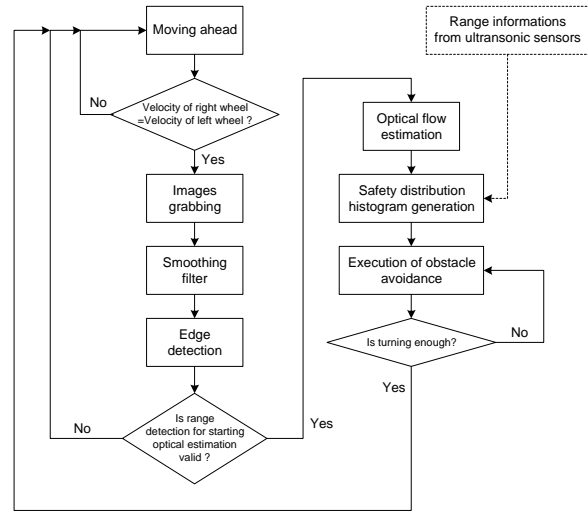 Moving ahead
No
Velocity of right wheel
=Velocity of left wheel ?
Yes
Images
grabbing
Smoothing
filter
Edge
detection
No
Is range
detection for starting
optical estimation
valid ?
Yes
Range informations
from ultrasonic sensors
Optical flow
estimation
Safety distribution
histogram generation
Execution of obstacle
avoidance
Is turning enough?
No
Yes